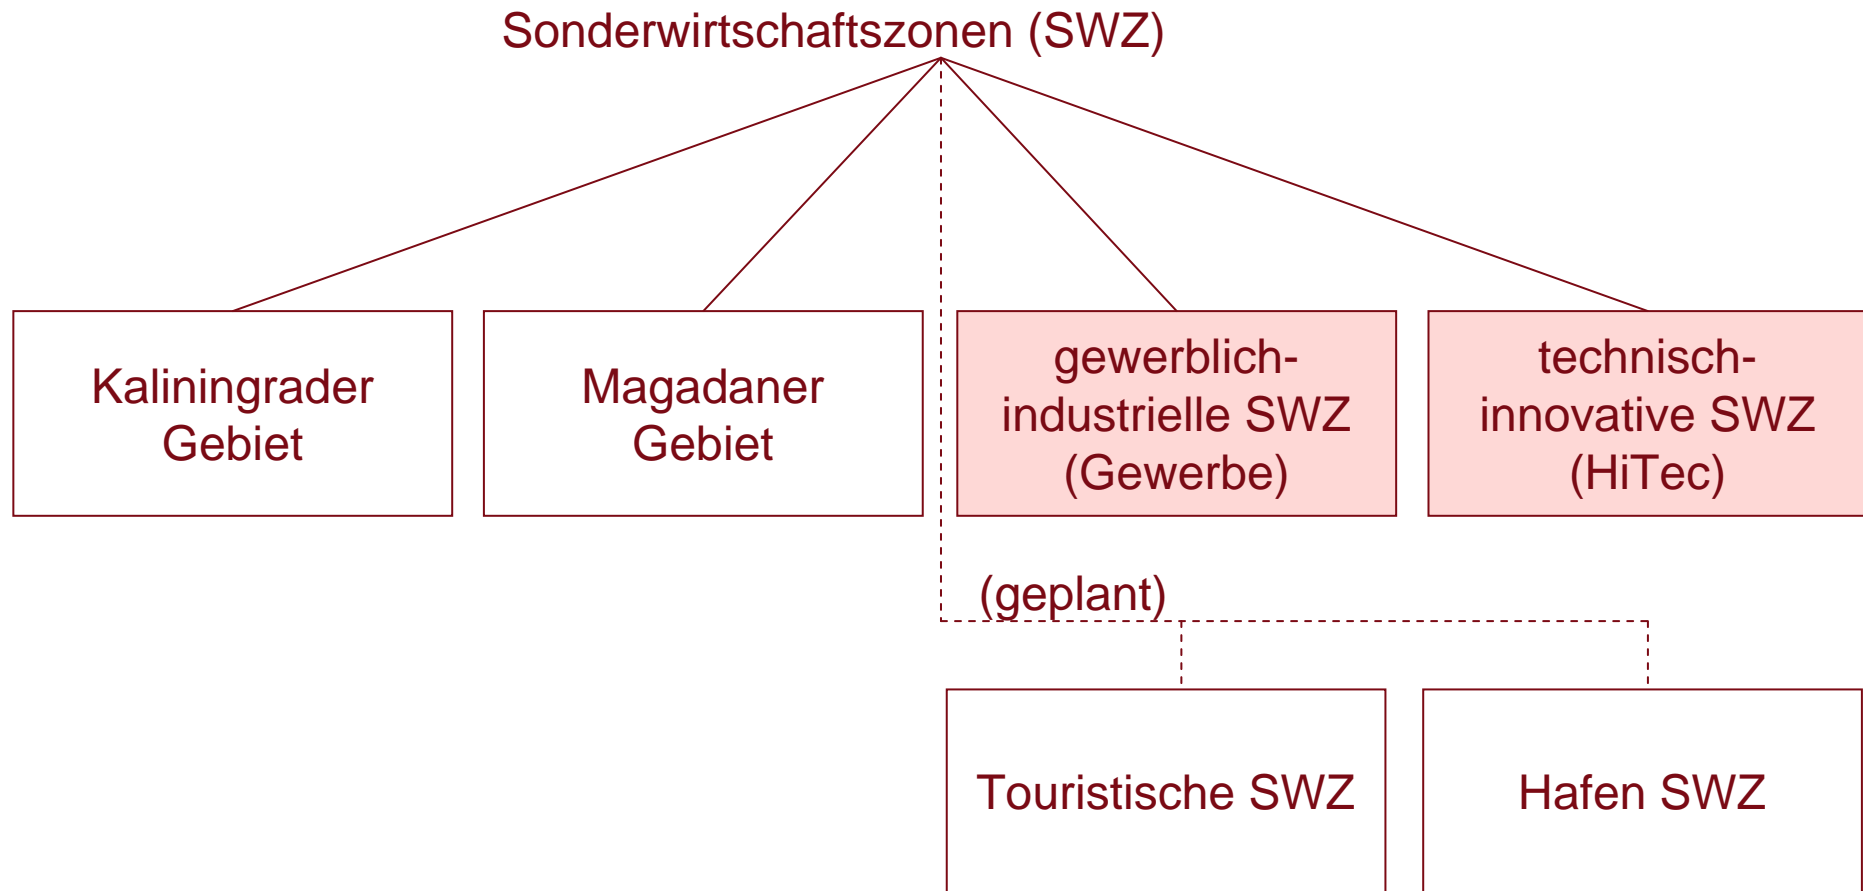 Sonderwirtschaftszonen (SWZ)
Kaliningrader
Gebiet
Magadaner
Gebiet
gewerblich-
industrielle SWZ
(Gewerbe)
technisch-
innovative SWZ
(HiTec)
(geplant)
Touristische SWZ
Hafen SWZ